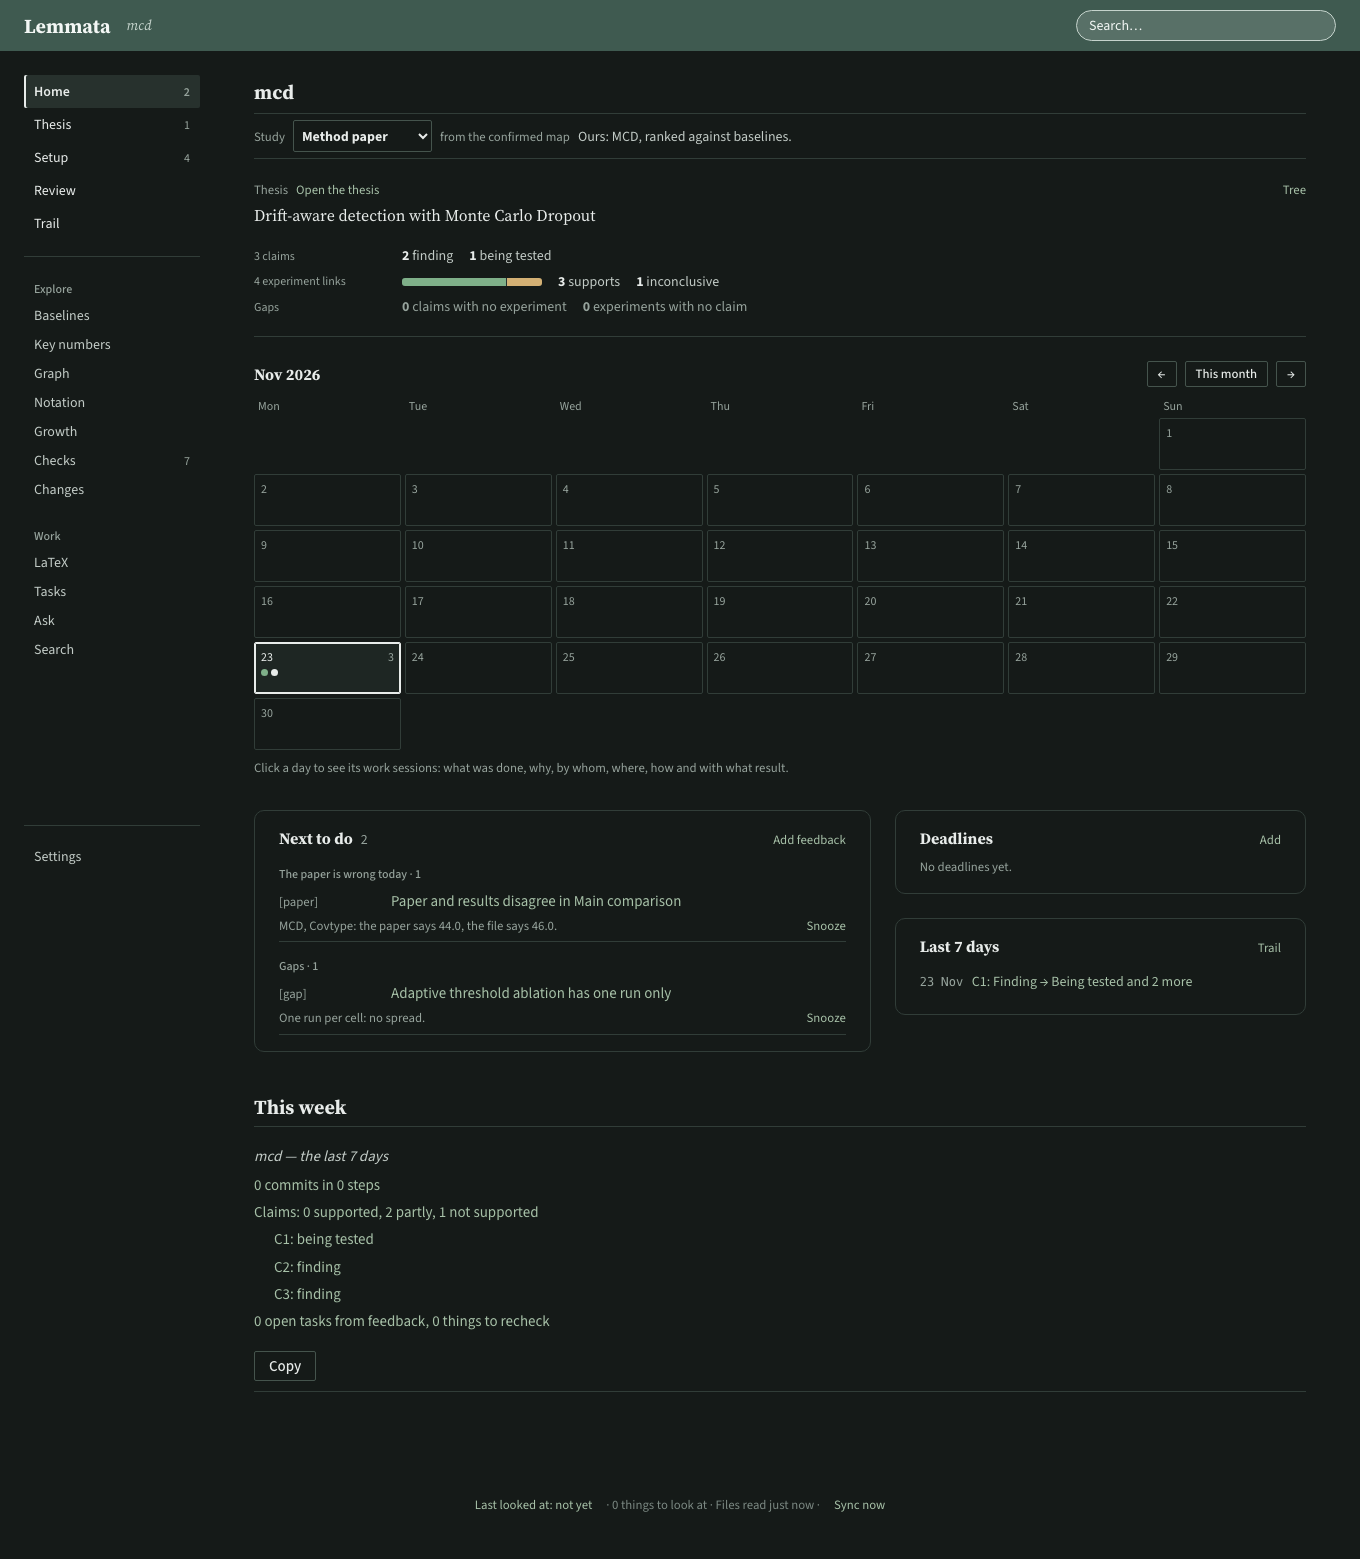 Lemmata mcd Search…
Home 2
Thesis 1
Setup 4
Review
Trail
Explore
Baselines
Key numbers
Graph
Notation
Growth
Checks 7
Changes
Work
LaTeX
Tasks
Ask
Search
Settings
mcd
Study Method paper from the confirmed map Ours: MCD, ranked against baselines.
Thesis Open the thesis Tree
Drift-aware detection with Monte Carlo Dropout
3 claims 2 finding 1 being tested
4 experiment links 3 supports 1 inconclusive
Gaps 0 claims with no experiment 0 experiments with no claim
Nov 2026 ← This month →
Mon Tue Wed Thu Fri Sat Sun
1
2 3 4 5 6 7 8
9 10 11 12 13 14 15
16 17 18 19 20 21 22
23 3 24 25 26 27 28 29
30
Click a day to see its work sessions: what was done, why, by whom, where, how and with what result.
Next to do 2 Add feedback
The paper is wrong today · 1
[paper] Paper and results disagree in Main comparison
MCD, Covtype: the paper says 44.0, the file says 46.0. Snooze
Gaps · 1
[gap] Adaptive threshold ablation has one run only
One run per cell: no spread. Snooze
Deadlines Add
No deadlines yet.
Last 7 days Trail
23 Nov C1: Finding → Being tested and 2 more
This week
mcd — the last 7 days
0 commits in 0 steps
Claims: 0 supported, 2 partly, 1 not supported
C1: being tested
C2: finding
C3: finding
0 open tasks from feedback, 0 things to recheck
Copy
Last looked at: not yet · 0 things to look at · Files read just now · Sync now